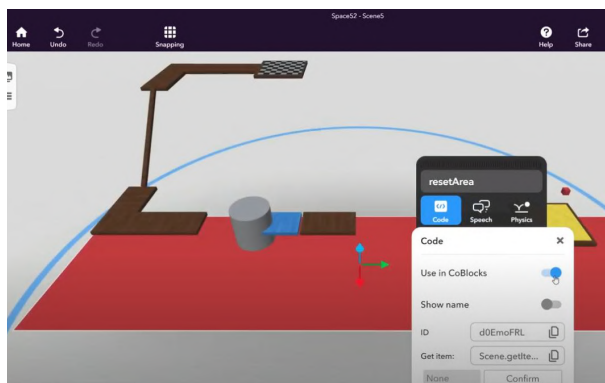 Space52 - Scene5
Home
Undo
Redo
Snapping
Help
Share
resetArea
Code
Speech
Physics
Code
Use in CoBlocks
Show name
ID
d0EmoFRL
Get item:
Scene.getIte...
None
Confirm